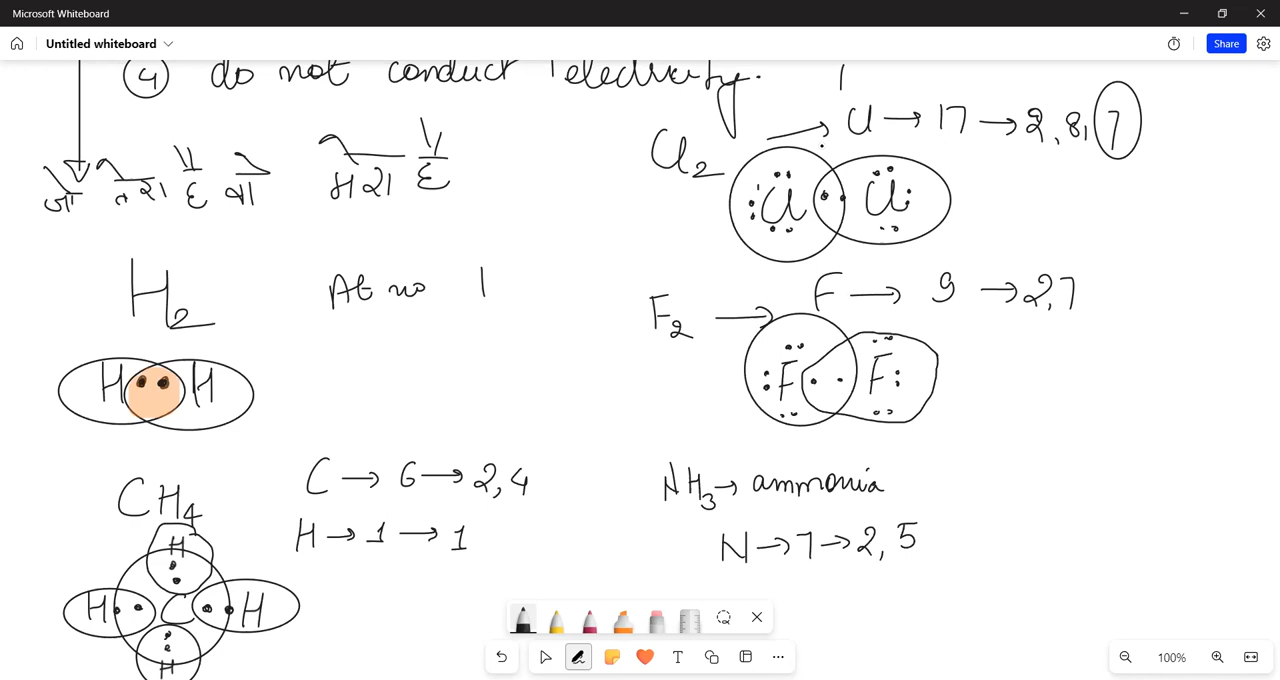 Microsoft Whiteboard
Untitled whiteboard
Share
④ do not conduct electricity.
Cl₂ → Cl → 17 → 2, 8, 7
Cl Cl
H₂ At no 1
F₂ → F → 9 → 2,7
H H
F F
CH₄
C → 6 → 2, 4
H → 1 → 1
NH₃ → ammonia
N → 7 → 2, 5
H
H C H
H
100%